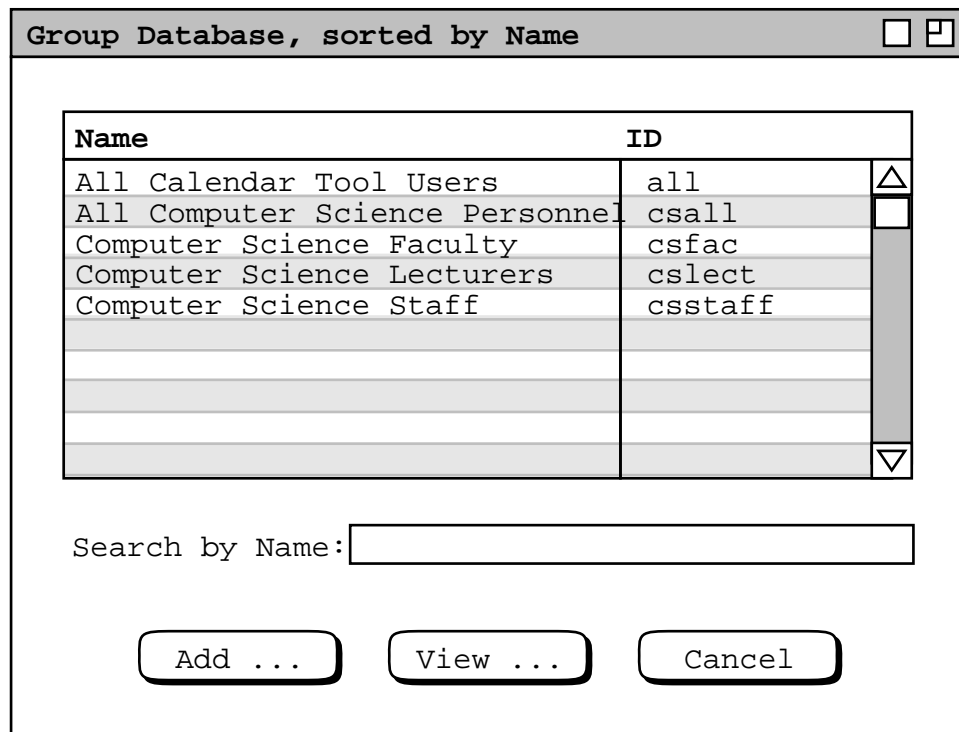 Group Database, sorted by Name
Name ID
All Calendar Tool Users all
All Computer Science Personnel csall
Computer Science Faculty csfac
Computer Science Lecturers cslect
Computer Science Staff csstaff
Search by Name:
Add ... View ... Cancel